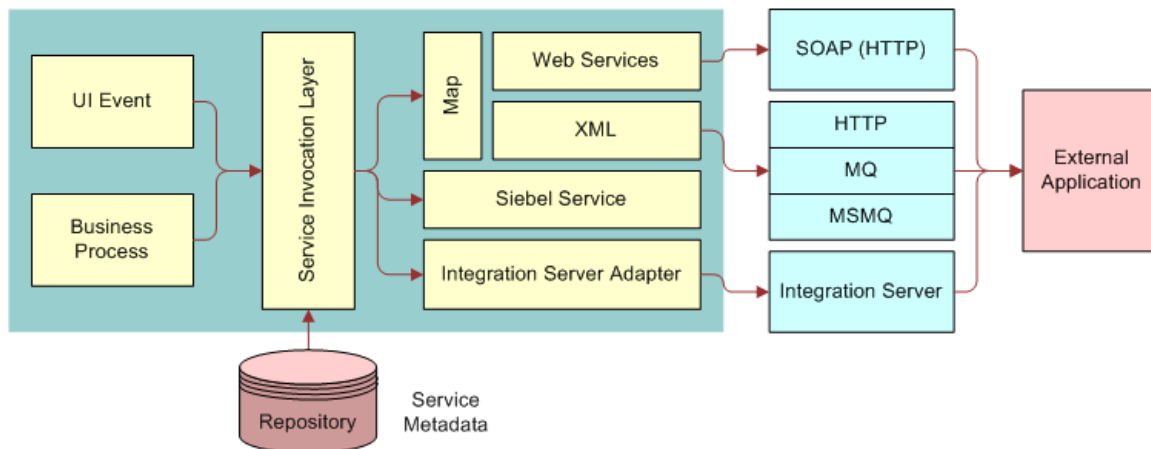 UI Event
Business
Process
Service Invocation Layer
Map
Web Services
XML
Siebel Service
Integration Server Adapter
SOAP (HTTP)
HTTP
MQ
MSMQ
Integration Server
External
Application
Repository
Service
Metadata